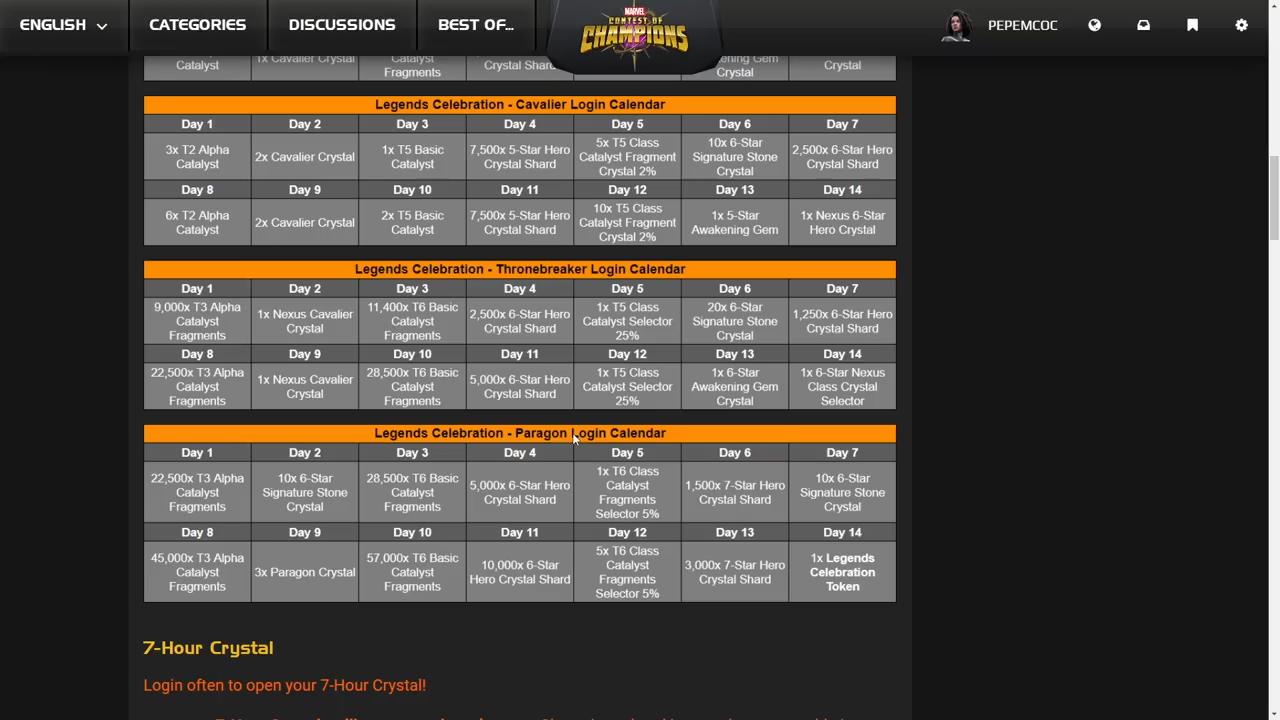 ENGLISH CATEGORIES DISCUSSIONS BEST OF... MARVEL CONTEST OF CHAMPIONS PEPEMCOC
Catalyst 1x Cavalier Crystal Fragments Crystal Shard Crystal Crystal
Legends Celebration - Cavalier Login Calendar
Day 1 Day 2 Day 3 Day 4 Day 5 Day 6 Day 7
3x T2 Alpha Catalyst 2x Cavalier Crystal 1x T5 Basic Catalyst 7,500x 5-Star Hero Crystal Shard 5x T5 Class Catalyst Fragment Crystal 2% 10x 6-Star Signature Stone Crystal 2,500x 6-Star Hero Crystal Shard
Day 8 Day 9 Day 10 Day 11 Day 12 Day 13 Day 14
6x T2 Alpha Catalyst 2x Cavalier Crystal 2x T5 Basic Catalyst 7,500x 5-Star Hero Crystal Shard 10x T5 Class Catalyst Fragment Crystal 2% 1x 5-Star Awakening Gem 1x Nexus 6-Star Hero Crystal
Legends Celebration - Thronebreaker Login Calendar
Day 1 Day 2 Day 3 Day 4 Day 5 Day 6 Day 7
9,000x T3 Alpha Catalyst Fragments 1x Nexus Cavalier Crystal 11,400x T6 Basic Catalyst Fragments 2,500x 6-Star Hero Crystal Shard 1x T5 Class Catalyst Selector 25% 20x 6-Star Signature Stone Crystal 1,250x 6-Star Hero Crystal Shard
Day 8 Day 9 Day 10 Day 11 Day 12 Day 13 Day 14
22,500x T3 Alpha Catalyst Fragments 1x Nexus Cavalier Crystal 28,500x T6 Basic Catalyst Fragments 5,000x 6-Star Hero Crystal Shard 1x T5 Class Catalyst Selector 25% 1x 6-Star Awakening Gem Crystal 1x 6-Star Nexus Class Crystal Selector
Legends Celebration - Paragon Login Calendar
Day 1 Day 2 Day 3 Day 4 Day 5 Day 6 Day 7
22,500x T3 Alpha Catalyst Fragments 10x 6-Star Signature Stone Crystal 28,500x T6 Basic Catalyst Fragments 5,000x 6-Star Hero Crystal Shard 1x T6 Class Catalyst Fragments Selector 5% 1,500x 7-Star Hero Crystal Shard 10x 6-Star Signature Stone Crystal
Day 8 Day 9 Day 10 Day 11 Day 12 Day 13 Day 14
45,000x T3 Alpha Catalyst Fragments 3x Paragon Crystal 57,000x T6 Basic Catalyst Fragments 10,000x 6-Star Hero Crystal Shard 5x T6 Class Catalyst Fragments Selector 5% 3,000x 7-Star Hero Crystal Shard 1x Legends Celebration Token
7-Hour Crystal
Login often to open your 7-Hour Crystal!